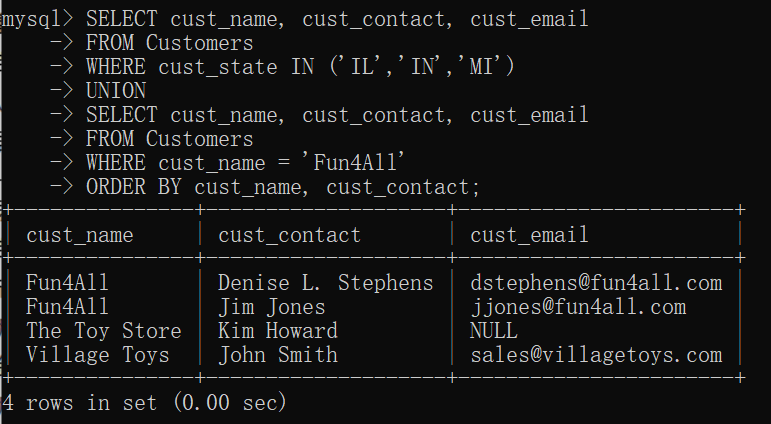 mysql> SELECT cust_name, cust_contact, cust_email
    -> FROM Customers
    -> WHERE cust_state IN ('IL','IN','MI')
    -> UNION
    -> SELECT cust_name, cust_contact, cust_email
    -> FROM Customers
    -> WHERE cust_name = 'Fun4All'
    -> ORDER BY cust_name, cust_contact;
+---------------+--------------------+-----------------------+
| cust_name     | cust_contact       | cust_email            |
+---------------+--------------------+-----------------------+
| Fun4All       | Denise L. Stephens | dstephens@fun4all.com |
| Fun4All       | Jim Jones          | jjones@fun4all.com    |
| The Toy Store | Kim Howard         | NULL                  |
| Village Toys  | John Smith         | sales@villagetoys.com |
+---------------+--------------------+-----------------------+
4 rows in set (0.00 sec)